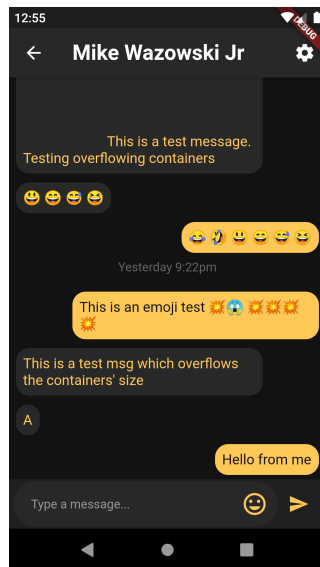 12:55
DEBUG
Mike Wazowski Jr
This is a test message.
Testing overflowing containers
😃 😄 😅 😆
😂 🤣 😃 😄 😅 😆
Yesterday 9:22pm
This is an emoji test 💥😱 💥💥💥
💥
This is a test msg which overflows
the containers' size
A
Hello from me
Type a message...